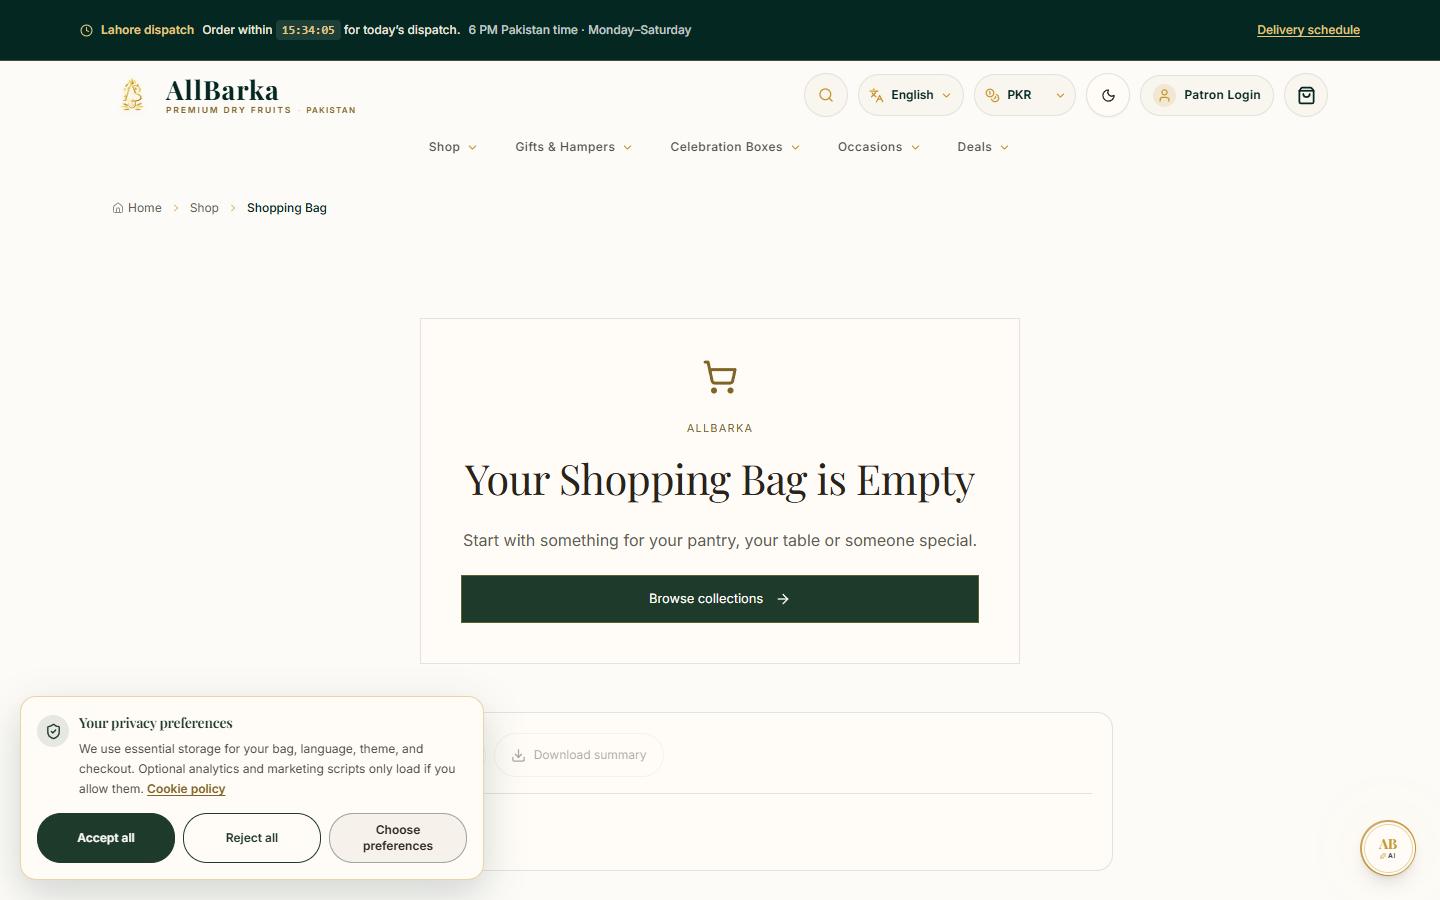 Lahore dispatch Order within 15:34:05 for today’s dispatch. 6 PM Pakistan time · Monday–Saturday
Delivery schedule
AllBarka
PREMIUM DRY FRUITS · PAKISTAN
English
PKR
Patron Login
Shop
Gifts & Hampers
Celebration Boxes
Occasions
Deals
Home
Shop
Shopping Bag
ALLBARKA
Your Shopping Bag is Empty
Start with something for your pantry, your table or someone special.
Browse collections
Your privacy preferences
We use essential storage for your bag, language, theme, and
checkout. Optional analytics and marketing scripts only load if you
allow them. Cookie policy
Accept all
Reject all
Choose
preferences
Download summary
AB
AI